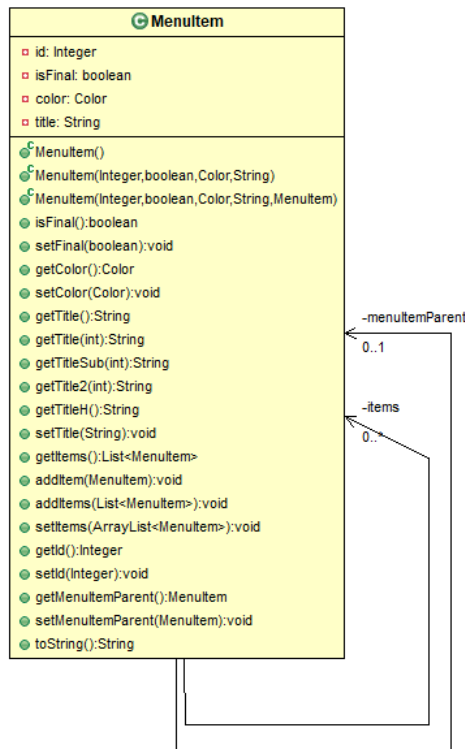 MenuItem
id: Integer
isFinal: boolean
color: Color
title: String
MenuItem()
MenuItem(Integer,boolean,Color,String)
MenuItem(Integer,boolean,Color,String,MenuItem)
isFinal():boolean
setFinal(boolean):void
getColor():Color
setColor(Color):void
getTitle():String
getTitle(int):String
getTitleSub(int):String
getTitle2(int):String
getTitleH():String
setTitle(String):void
getItems():List<MenuItem>
addItem(MenuItem):void
addItems(List<MenuItem>):void
setItems(ArrayList<MenuItem>):void
getId():Integer
setId(Integer):void
getMenuItemParent():MenuItem
setMenuItemParent(MenuItem):void
toString():String
-menuItemParent
0..1
-items
0..*